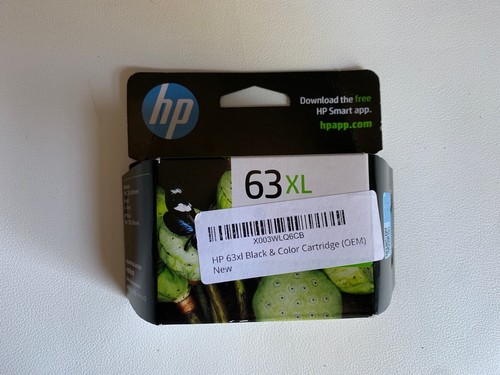 hp
Download the free
HP Smart app.
hpapp.com
63XL
X003WLQ6CB
HP 63xl Black & Color Cartridge (OEM)
New